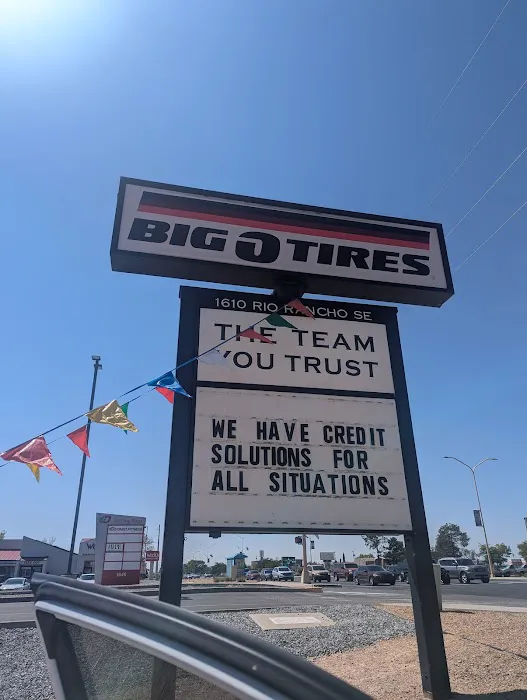 BIG O TIRES
1610 RIO RANCHO SE
THE TEAM
YOU TRUST
WE HAVE CREDIT
SOLUTIONS FOR
ALL SITUATIONS